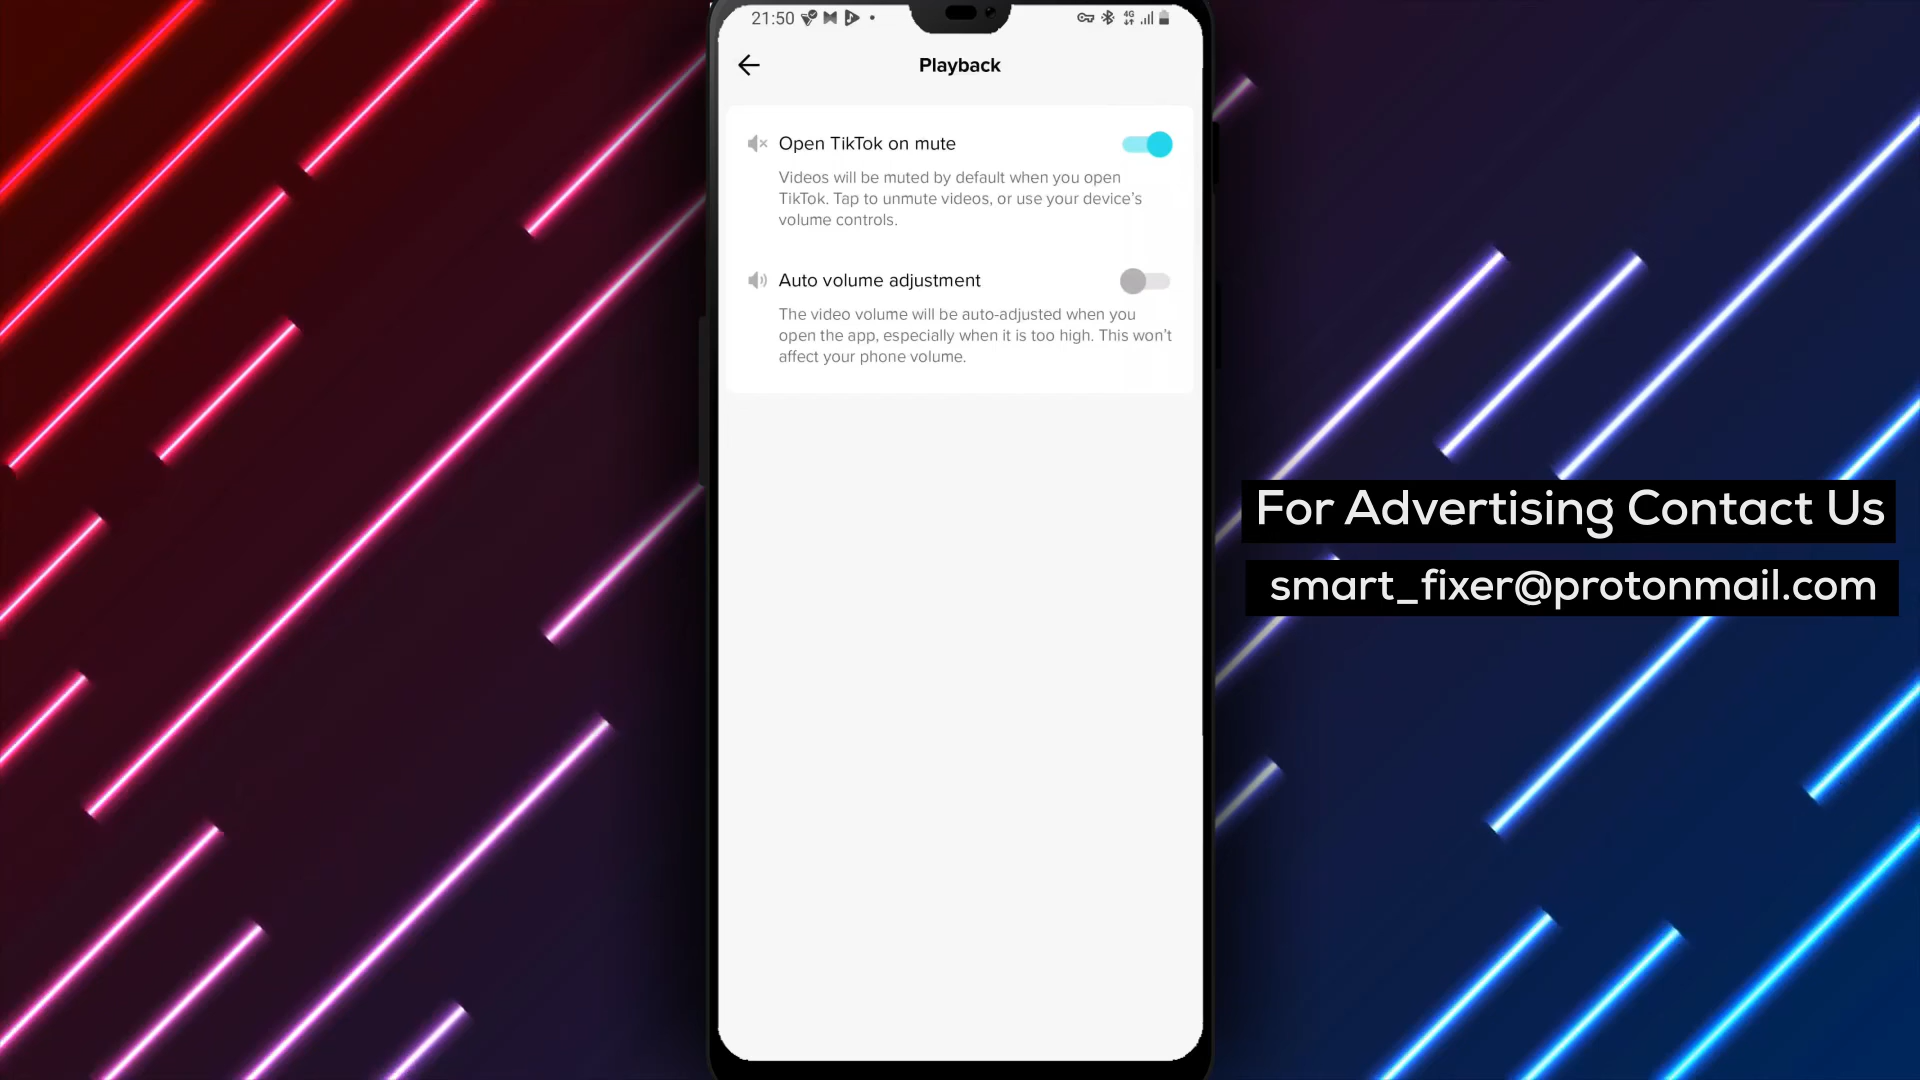 21:50
4G
Playback
Open TikTok on mute
Videos will be muted by default when you open
TikTok. Tap to unmute videos, or use your device's
volume controls.
Auto volume adjustment
The video volume will be auto-adjusted when you
open the app, especially when it is too high. This won't
affect your phone volume.
For Advertising Contact Us
smart_fixer@protonmail.com